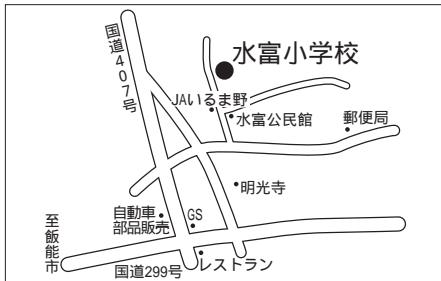 国道407号
水富小学校
JAいるま野
水富公民館
郵便局
明光寺
自動車
部品販売
GS
至飯能市
レストラン
国道299号